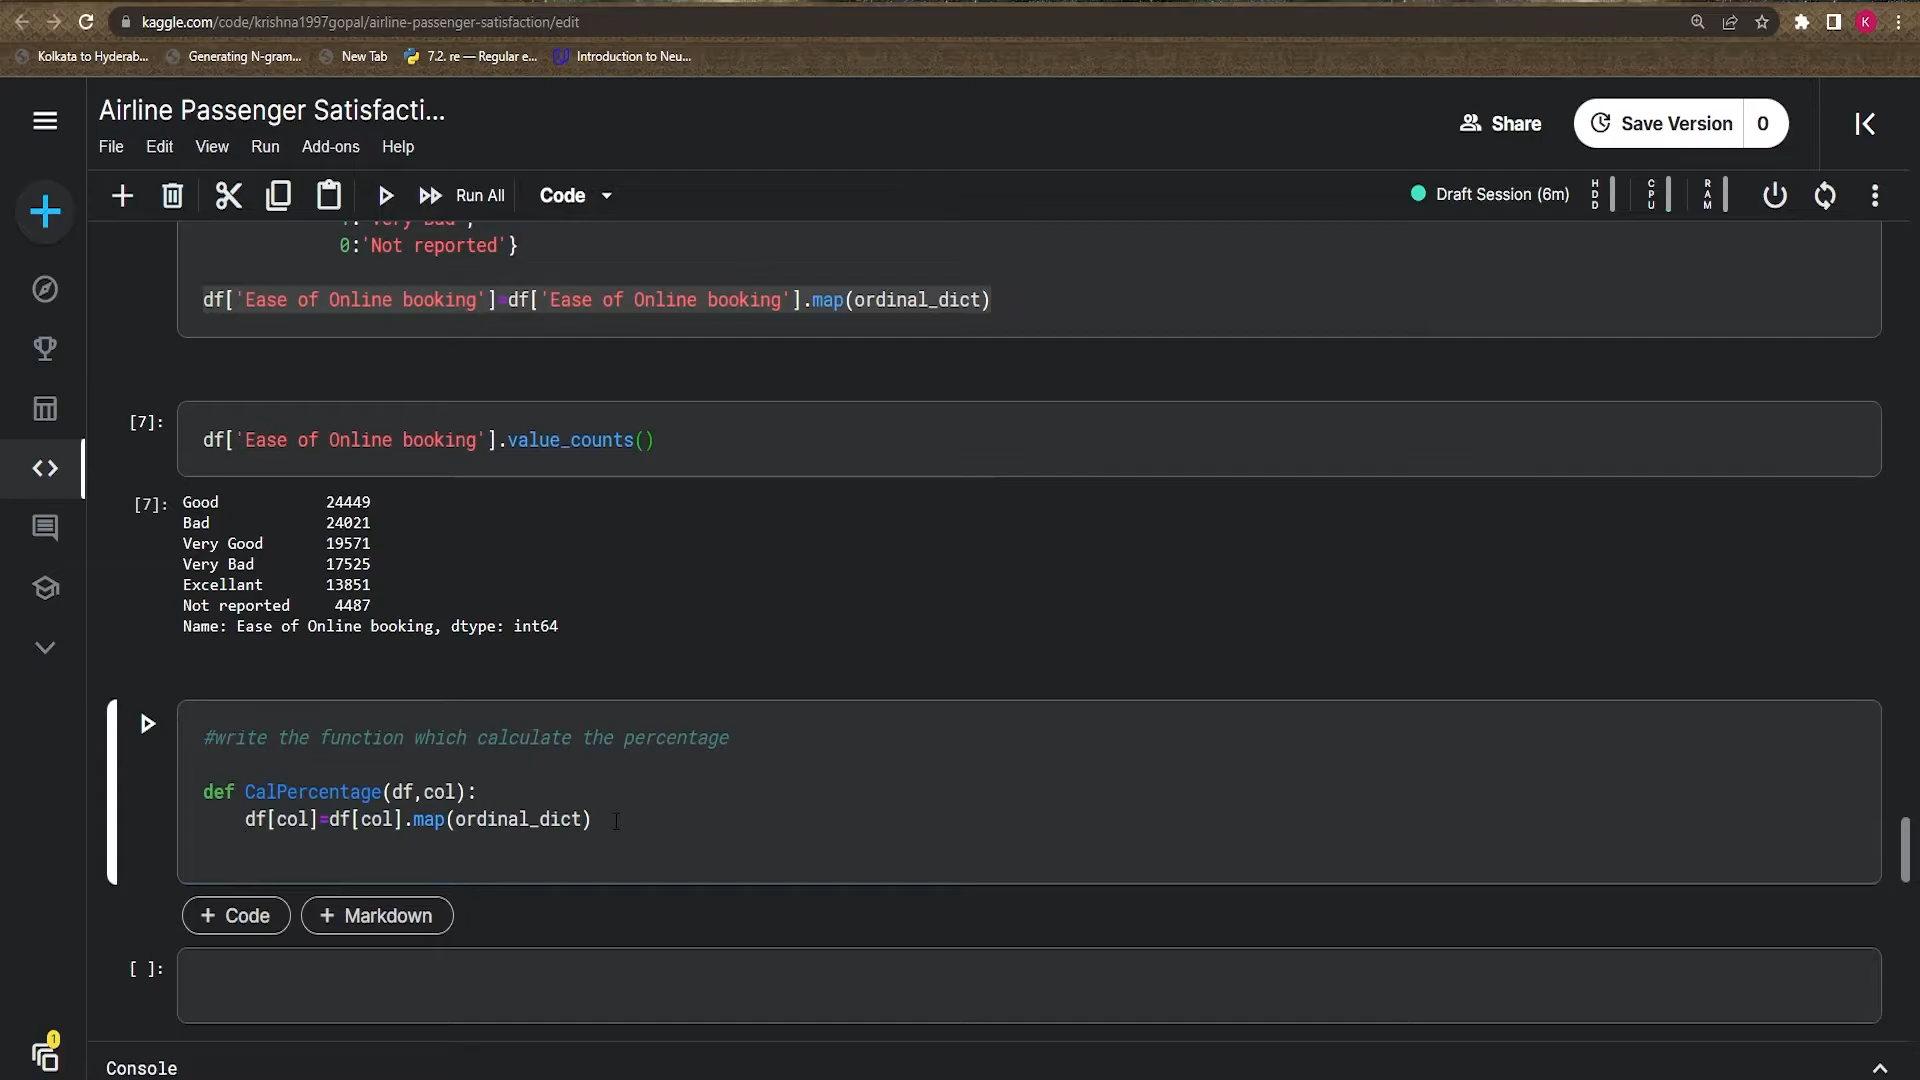 kaggle.com/code/krishna1997gopal/airline-passenger-satisfaction/edit
K
Kolkata to Hyderab...
Generating N-gram...
New Tab
7.2. re — Regular e...
Introduction to Neu...
Airline Passenger Satisfacti...
File Edit View Run Add-ons Help
Share
Save Version 0
Run All
Code
Draft Session (6m)
HDD
CPU
RAM
0:'Not reported'}
df['Ease of Online booking']=df['Ease of Online booking'].map(ordinal_dict)
[7]:
df['Ease of Online booking'].value_counts()
[7]:
Good 24449
Bad 24021
Very Good 19571
Very Bad 17525
Excellant 13851
Not reported 4487
Name: Ease of Online booking, dtype: int64
#write the function which calculate the percentage
def CalPercentage(df,col):
df[col]=df[col].map(ordinal_dict)
+ Code
+ Markdown
[ ]:
1
Console